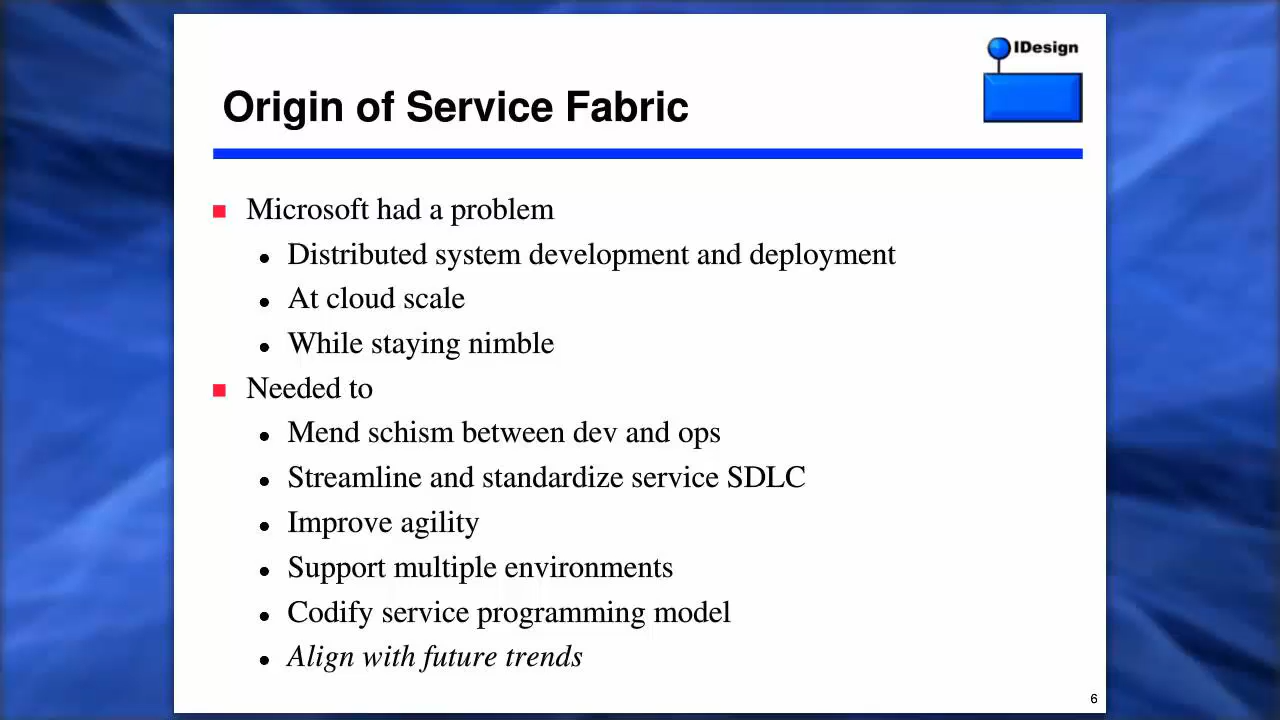 IDesign
Origin of Service Fabric
Microsoft had a problem
Distributed system development and deployment
At cloud scale
While staying nimble
Needed to
Mend schism between dev and ops
Streamline and standardize service SDLC
Improve agility
Support multiple environments
Codify service programming model
Align with future trends
6